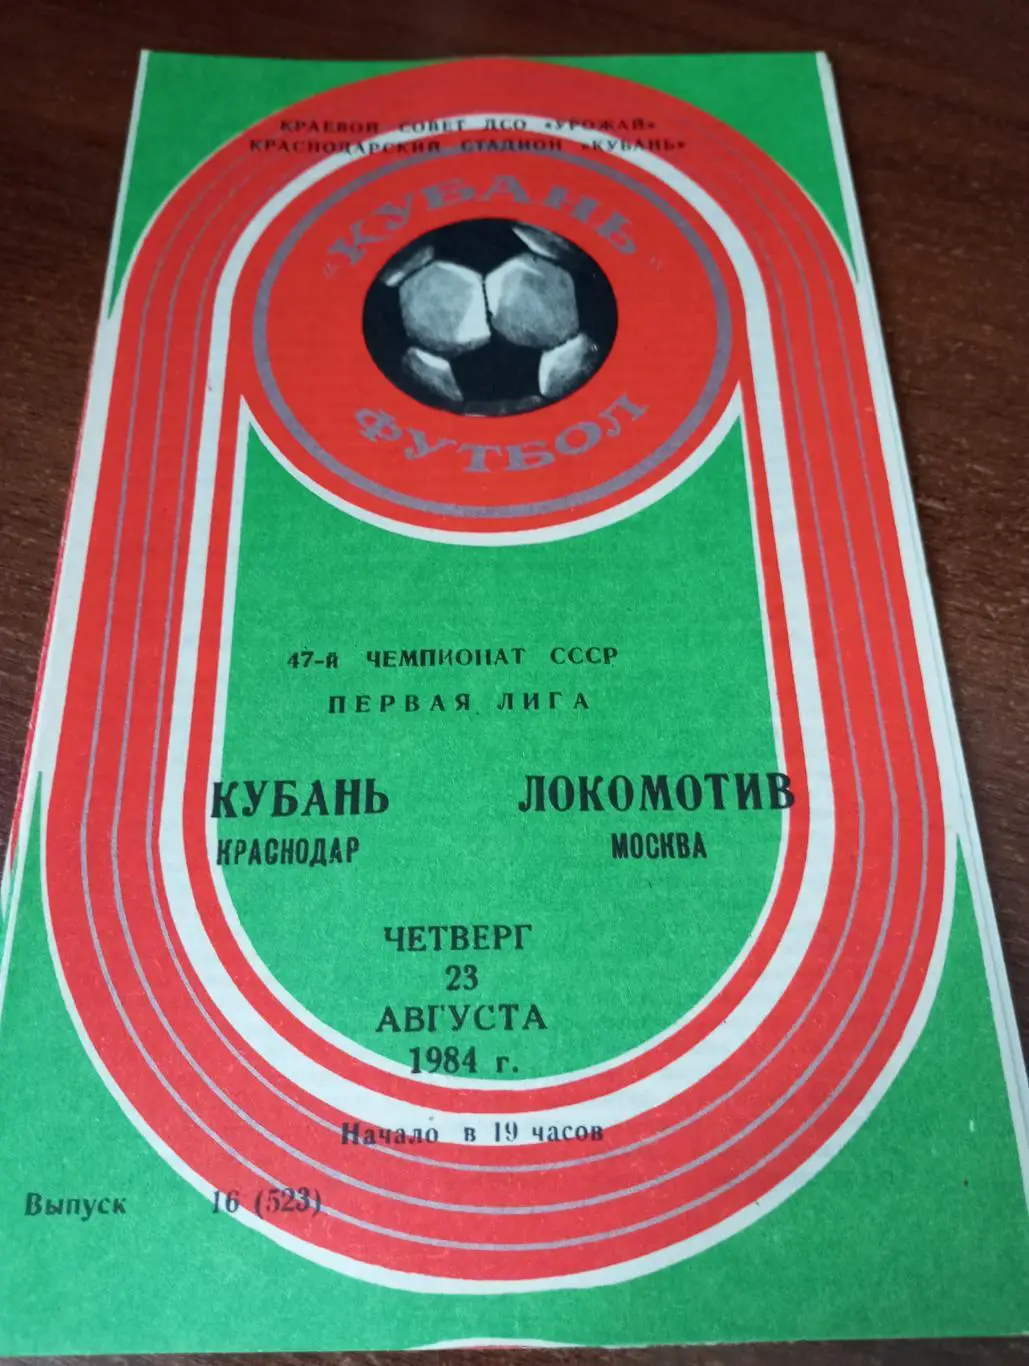 КРАЕВОЙ СОВЕТ ДСО «УРОЖАЙ»
КРАСНОДАРСКИЙ СТАДИОН «КУБАНЬ»
"КУБАНЬ"
ФУТБОЛ
47-й ЧЕМПИОНАТ СССР
ПЕРВАЯ ЛИГА
КУБАНЬ ЛОКОМОТИВ
КРАСНОДАР МОСКВА
ЧЕТВЕРГ
23
АВГУСТА
1984 г.
Начало в 19 часов
Выпуск 16 (523)